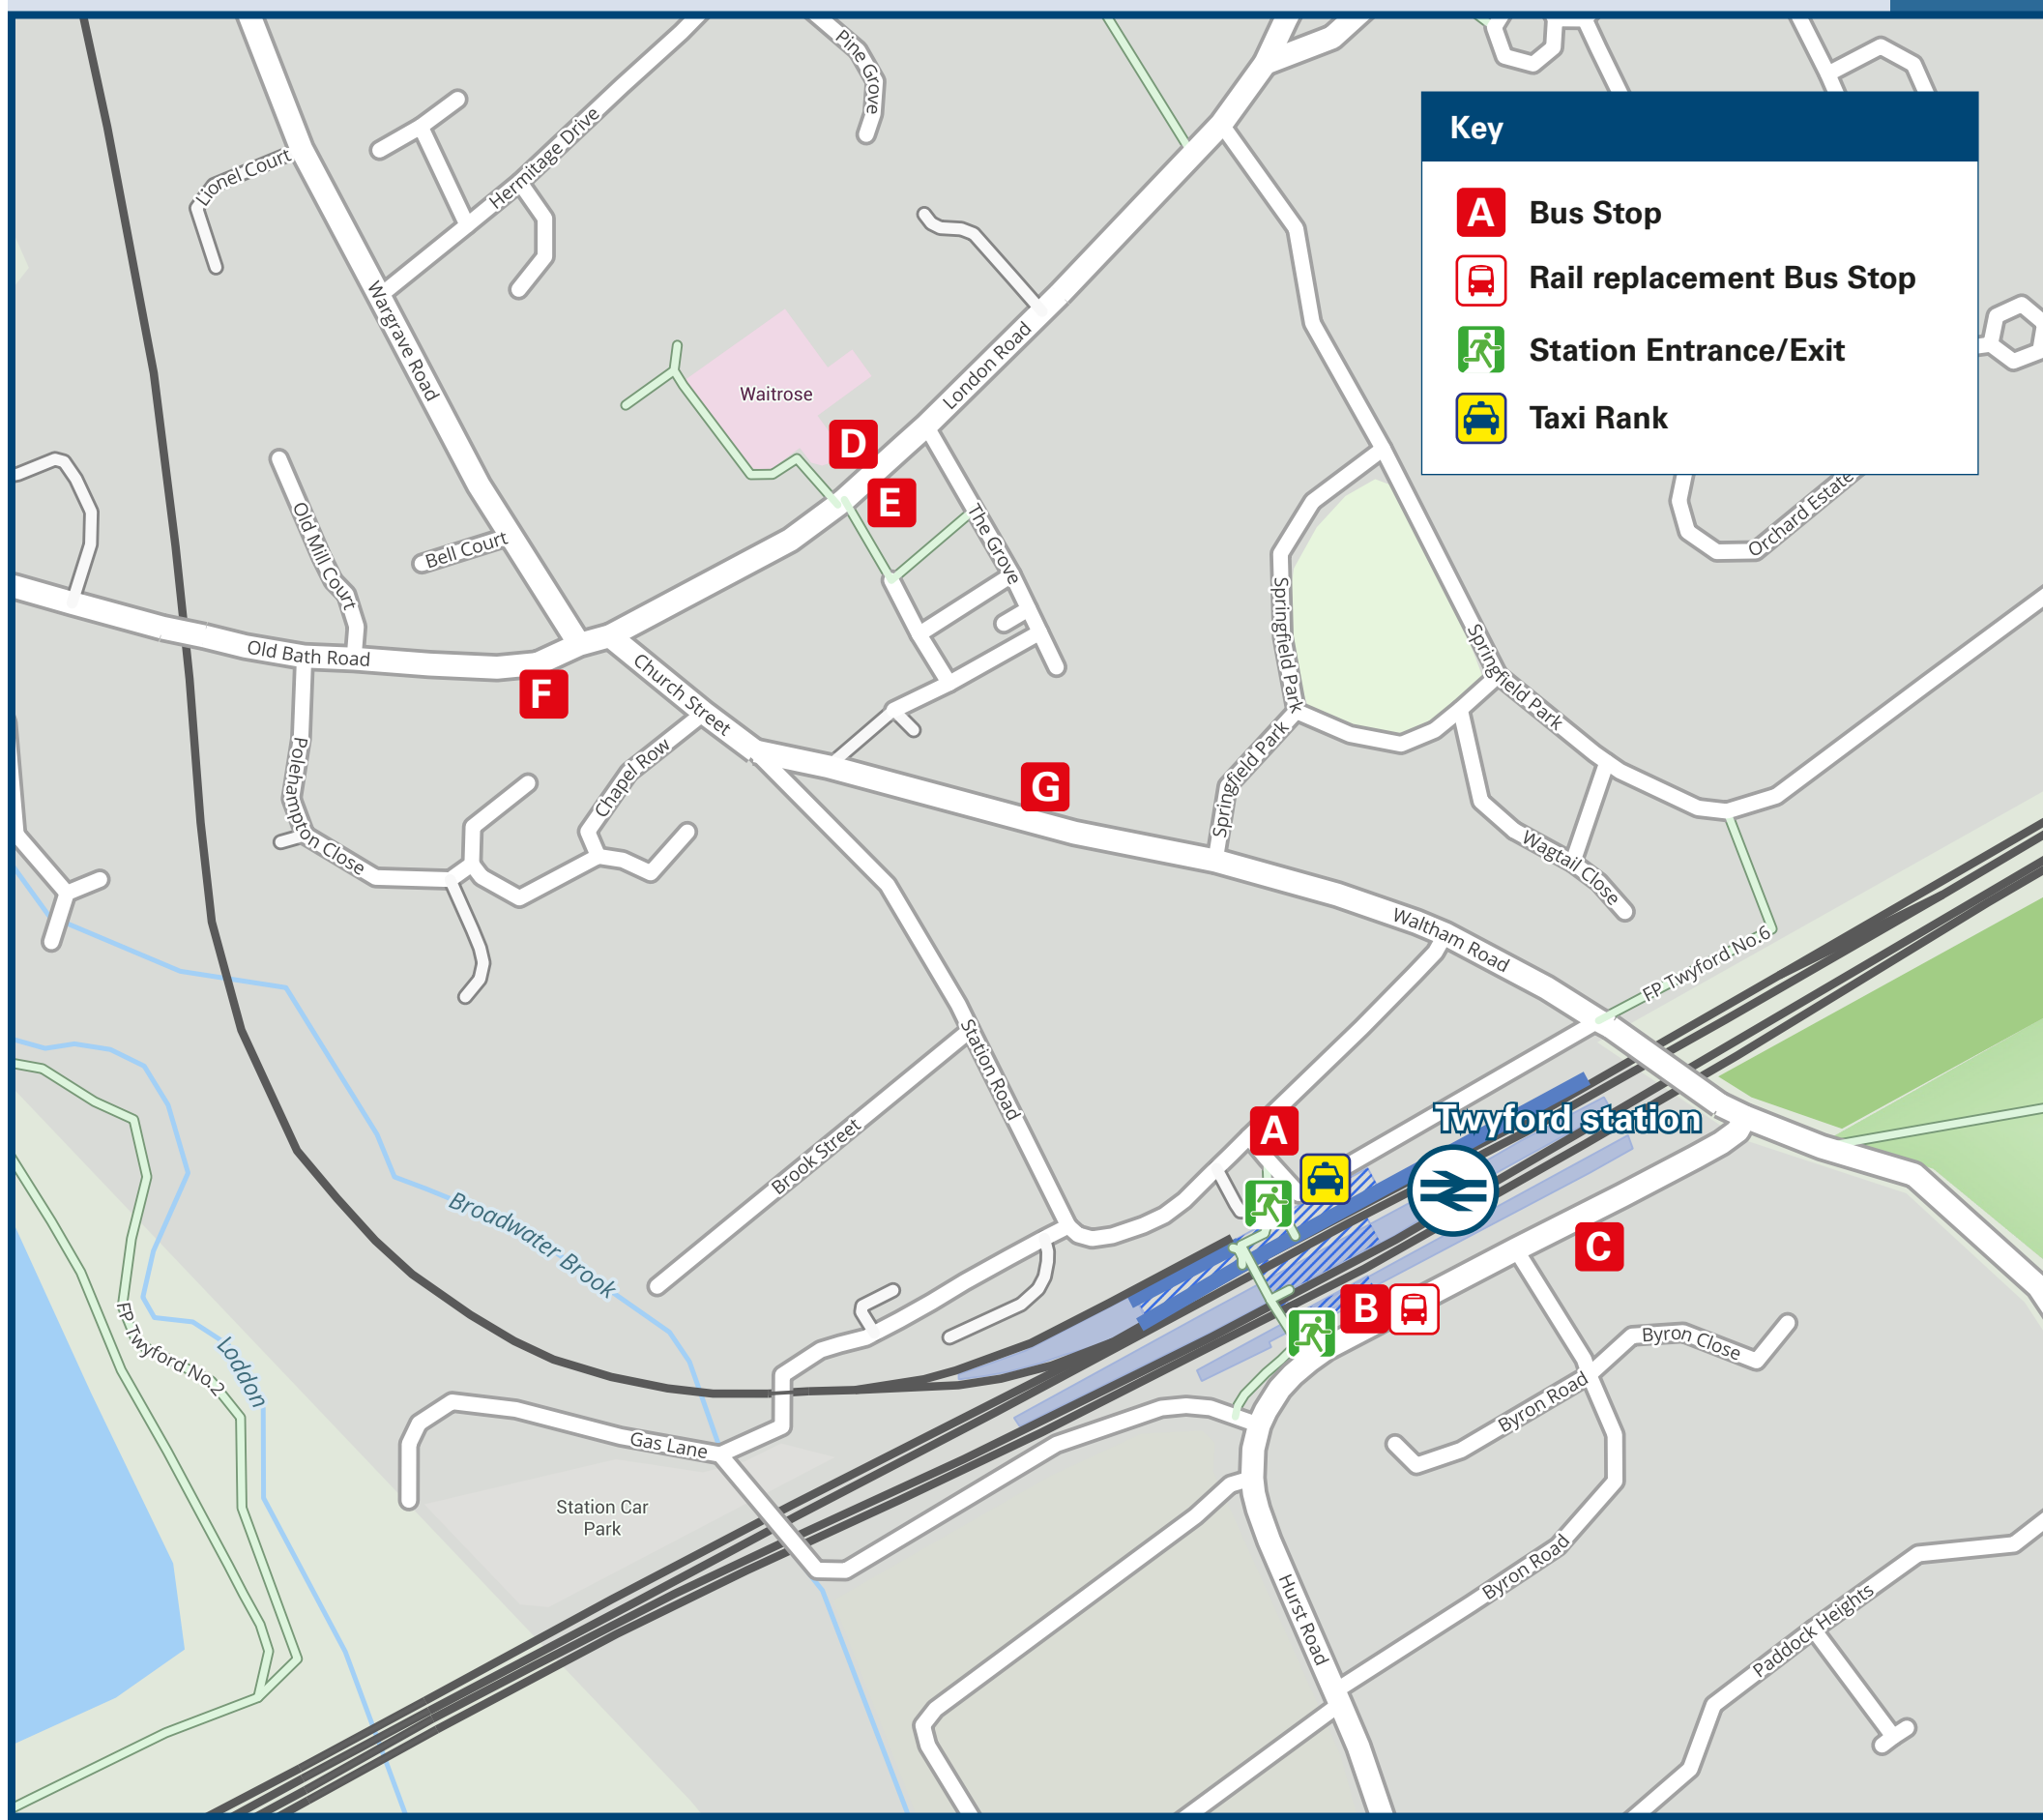 Key
A
Bus Stop
Rail replacement Bus Stop
Station Entrance/Exit
Taxi Rank
Pine Grove
Lionel Court
Hermitage Drive
Wargrave Road
London Road
Waitrose
D
E
The Grove
Old Mill Court
Bell Court
Orchard Estate
Old Bath Road
F
Church Street
Springfield Park
Springfield Park
Springfield Park
Polehampton Close
Chapel Row
G
Wagtail Close
Waltham Road
FP Twyford No.6
Station Road
Brook Street
A
Twyford station
Broadwater Brook
C
B
FP Twyford No.2
Loddon
Byron Close
Byron Road
Gas Lane
Station Car
Park
Byron Road
Hurst Road
Paddock Heights